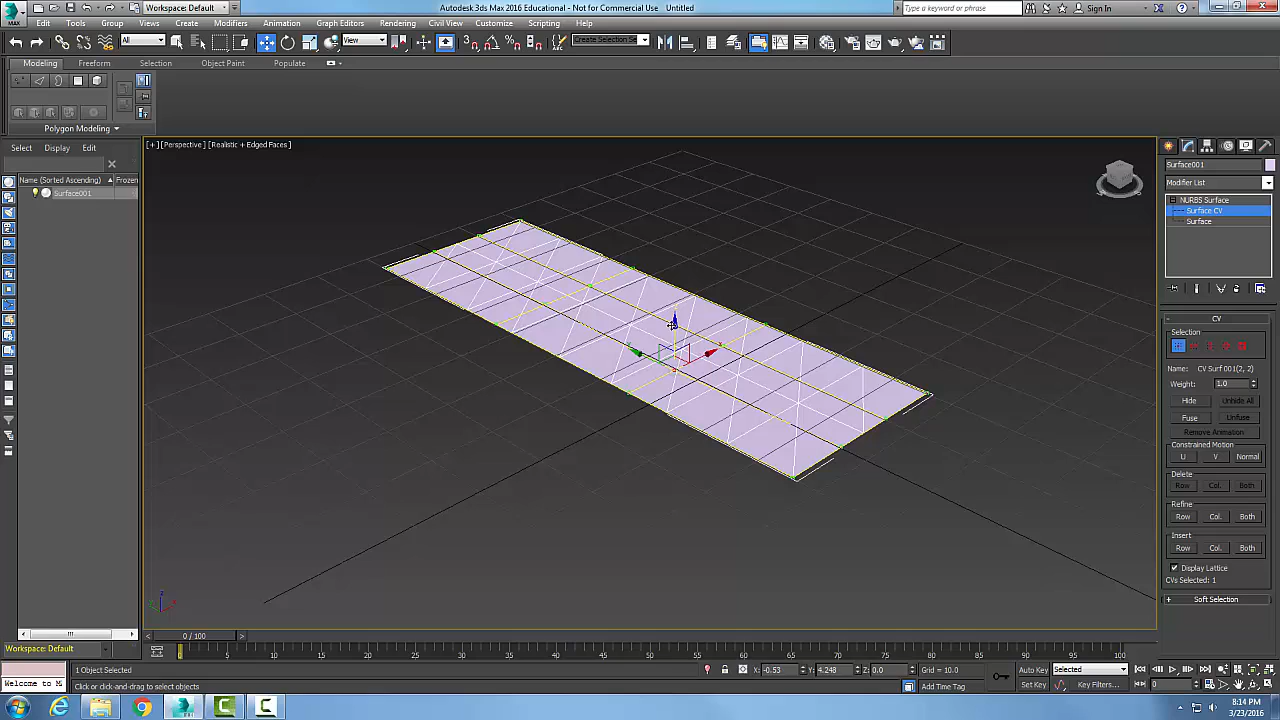 Workspace: Default
Autodesk 3ds Max 2016 Educational - Not for Commercial Use   Untitled
Type a keyword or phrase
Sign In
MAX
Edit Tools Group Views Create Modifiers Animation Graph Editors Rendering Civil View Customize Scripting Help
All
View
Create Selection Se
Modeling Freeform Selection Object Paint Populate
Polygon Modeling
Select Display Edit
Name (Sorted Ascending) Frozen
Surface001
[+] [Perspective] [Realistic + Edged Faces]
Surface001
Modifier List
NURBS Surface
Surface CV
Surface
CV
Selection
Name: CV Surf 001(2, 2)
Weight: 1.0
Hide Unhide All
Fuse Unfuse
Remove Animation
Constrained Motion
U V Normal
Delete
Row Col. Both
Refine
Row Col. Both
Insert
Row Col. Both
Display Lattice
CVs Selected: 1
Soft Selection
0 / 100
Workspace: Default
0 5 10 15 20 25 30 35 40 45 50 55 60 65 70 75 80 85 90 95 100
1 Object Selected
X: -0.53 Y: 4.248 Z: 0.0 Grid = 10.0
Auto Key Selected
Welcome to M
Click or click-and-drag to select objects
Add Time Tag
Set Key Key Filters...
0
8:14 PM
3/23/2016